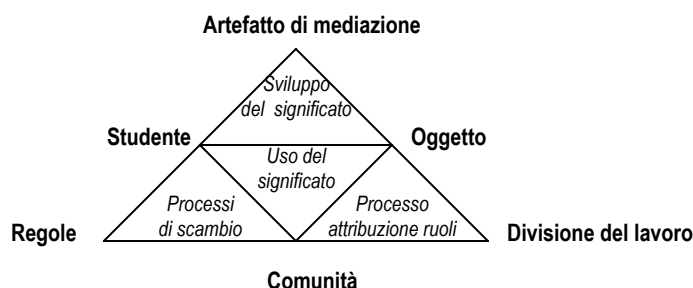 Artefatto di mediazione
Sviluppo
del significato
Studente
Oggetto
Uso del
significato
Processi
di scambio
Processo
attribuzione ruoli
Regole
Divisione del lavoro
Comunità